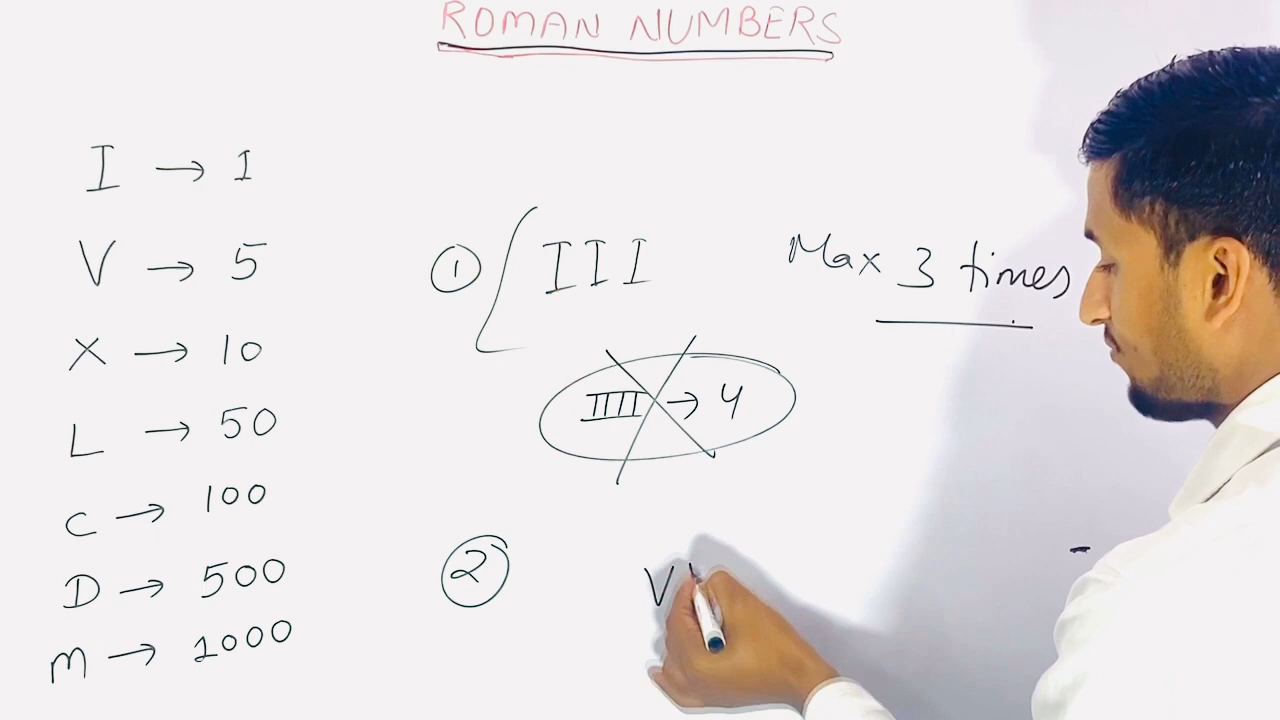 ROMAN NUMBERS
I → 1
V → 5
X → 10
L → 50
C → 100
D → 500
M → 1000
① III Max 3 times
IIII → 4
② V